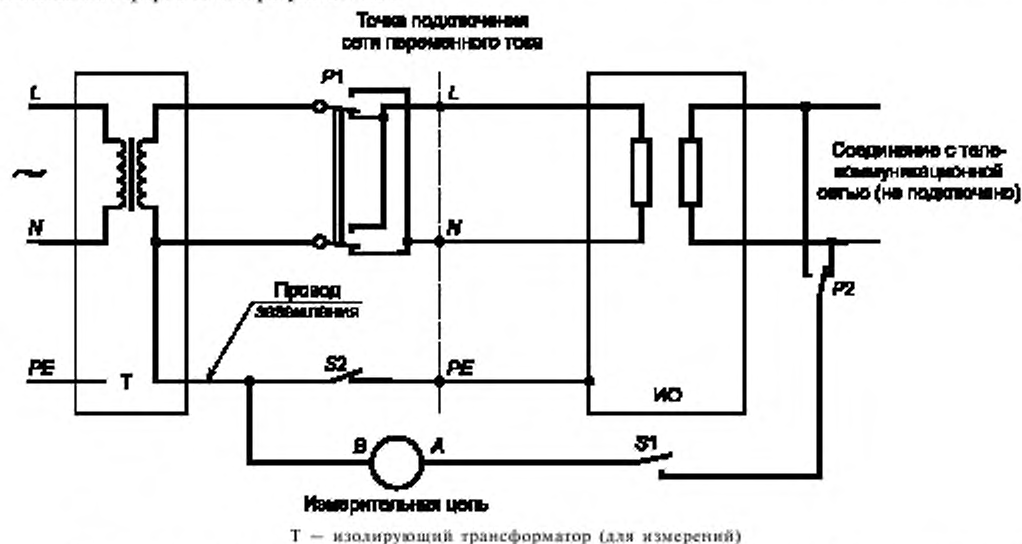 Точка подключения
сети переменного тока
P1
L
L
Соединение с теле-
коммуникационной
сетью (не подключено)
~
N
N
P2
Провод
заземления
S2
PE
T
PE
ИО
B
A
S1
Измерительная цепь
Т — изолирующий трансформатор (для измерений)